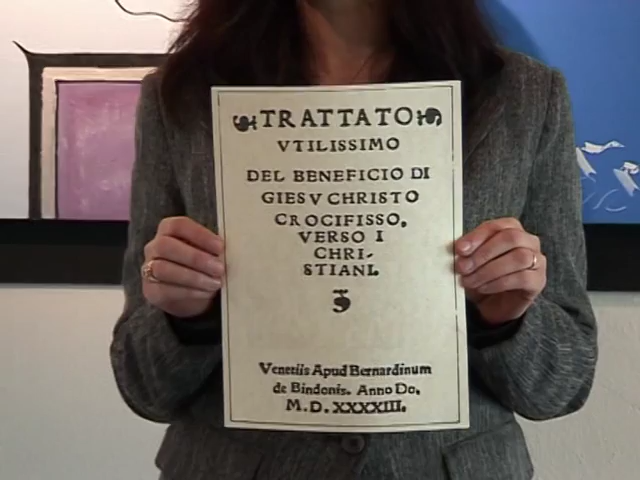 TRATTATO
VTILISSIMO
DEL BENEFICIO DI
GIESV CHRISTO
CROCIFISSO,
VERSO I
CHRI-
STIANI.
Venetiis Apud Bernardinum
de Bindonis. Anno Do.
M.D.XXXXIII.